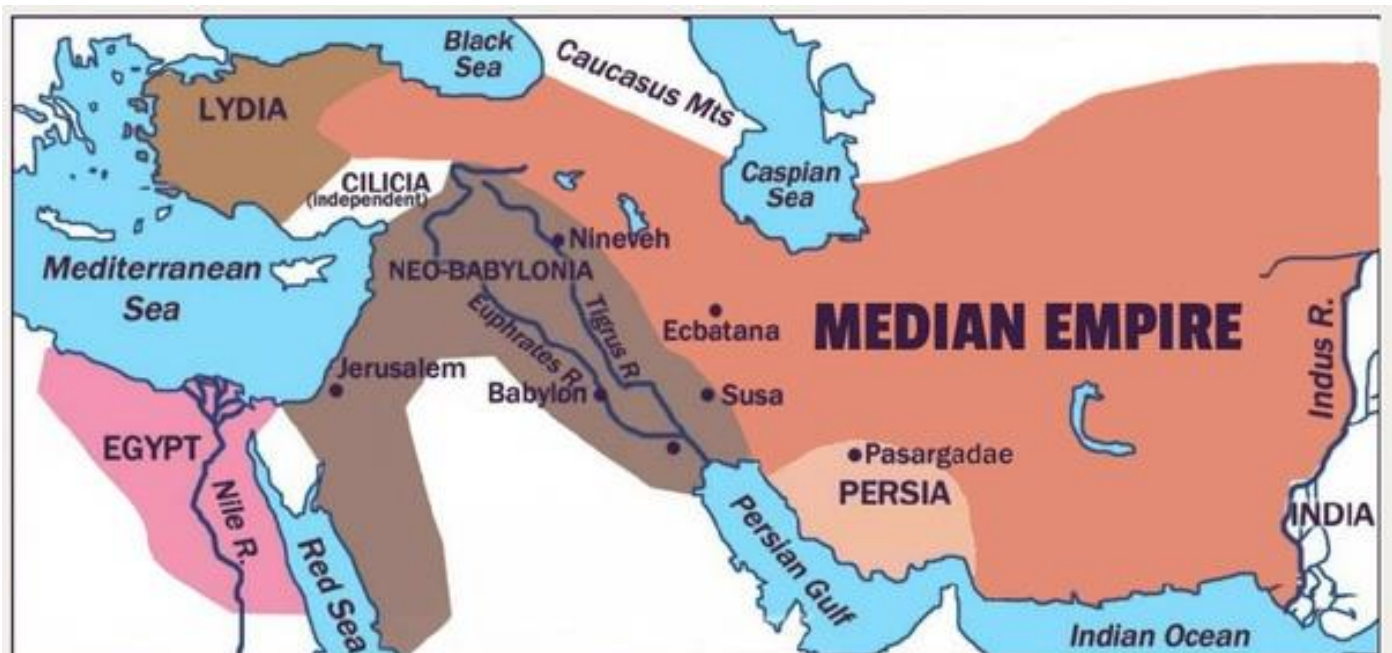 Black
Sea
Caucasus Mts
LYDIA
CILICIA
(independent)
Caspian
Sea
Nineveh
Mediterranean
Sea
NEO-BABYLONIA
Euphrates R.
Tigrus R.
Ecbatana
MEDIAN EMPIRE
Indus R.
Jerusalem
Babylon
Susa
EGYPT
Nile R.
Red Sea
Pasargadae
PERSIA
Persian Gulf
INDIA
Indian Ocean